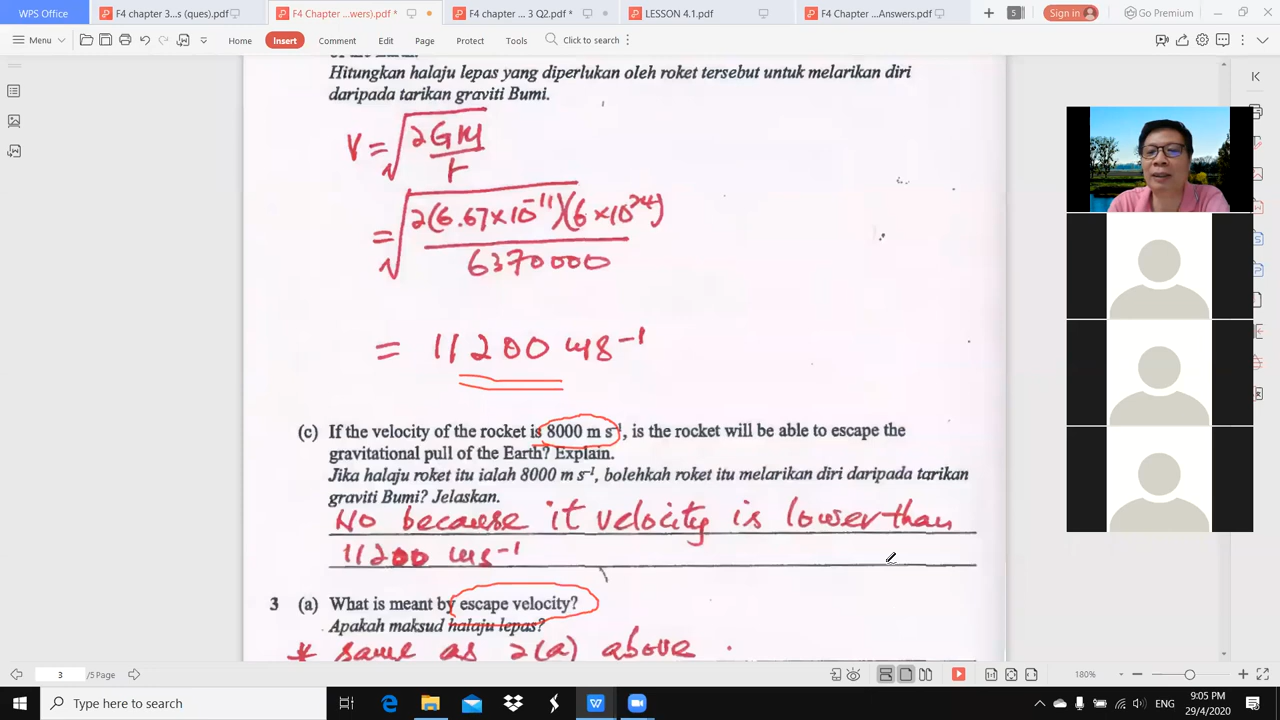 WPS Office
F4 chapter 3...s (ques).pdf
F4 Chapter ...wers).pdf *
F4 chapter ... 3 Q2.pdf *
LESSON 4.1.pdf
F4 Chapter ...Answers.pdf
S
Sign in
Go Premium
Menu
Home
Insert
Comment
Edit
Page
Protect
Tools
Click to search
Hitungkan halaju lepas yang diperlukan oleh roket tersebut untuk melarikan diri
daripada tarikan graviti Bumi.
V = √2GM/r
= √2(6.67×10⁻¹¹)(6×10²⁴)/6370000
= 11200 ms⁻¹
(c) If the velocity of the rocket is 8000 m s⁻¹, is the rocket will be able to escape the
gravitational pull of the Earth? Explain.
Jika halaju roket itu ialah 8000 m s⁻¹, bolehkah roket itu melarikan diri daripada tarikan
graviti Bumi? Jelaskan.
No because it velocity is lower than
11200 ms⁻¹
3 (a) What is meant by escape velocity?
Apakah maksud halaju lepas?
* same as 2(a) above .
3
/5 Page
180%
Type here to search
ENG
9:05 PM
29/4/2020